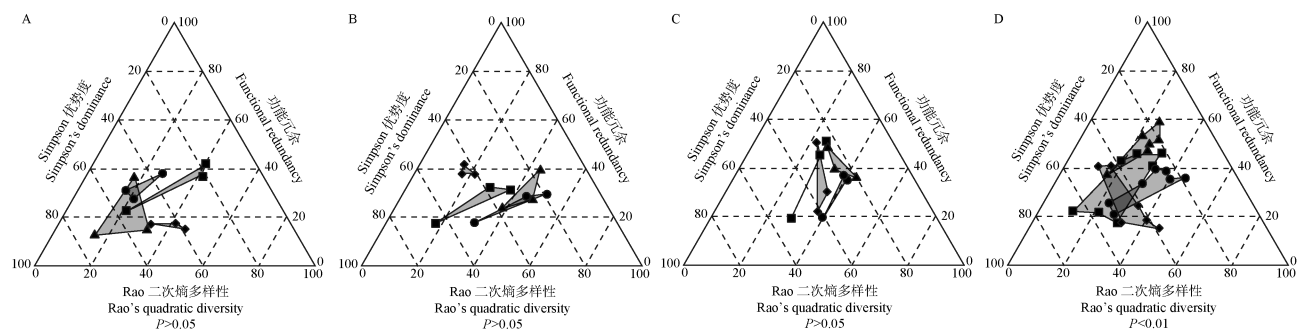 A
0 100
20 80
40 60
60 40
80 20
100 0
0 20 40 60 80 100
Simpson 优势度
Simpson's dominance
功能冗余
Functional redundancy
Rao 二次熵多样性
Rao's quadratic diversity
P>0.05
B
0 100
20 80
40 60
60 40
80 20
100 0
0 20 40 60 80 100
Simpson 优势度
Simpson's dominance
功能冗余
Functional redundancy
Rao 二次熵多样性
Rao's quadratic diversity
P>0.05
C
0 100
20 80
40 60
60 40
80 20
100 0
0 20 40 60 80 100
Simpson 优势度
Simpson's dominance
功能冗余
Functional redundancy
Rao 二次熵多样性
Rao's quadratic diversity
P>0.05
D
0 100
20 80
40 60
60 40
80 20
100 0
0 20 40 60 80 100
Simpson 优势度
Simpson's dominance
功能冗余
Functional redundancy
Rao 二次熵多样性
Rao's quadratic diversity
P<0.01